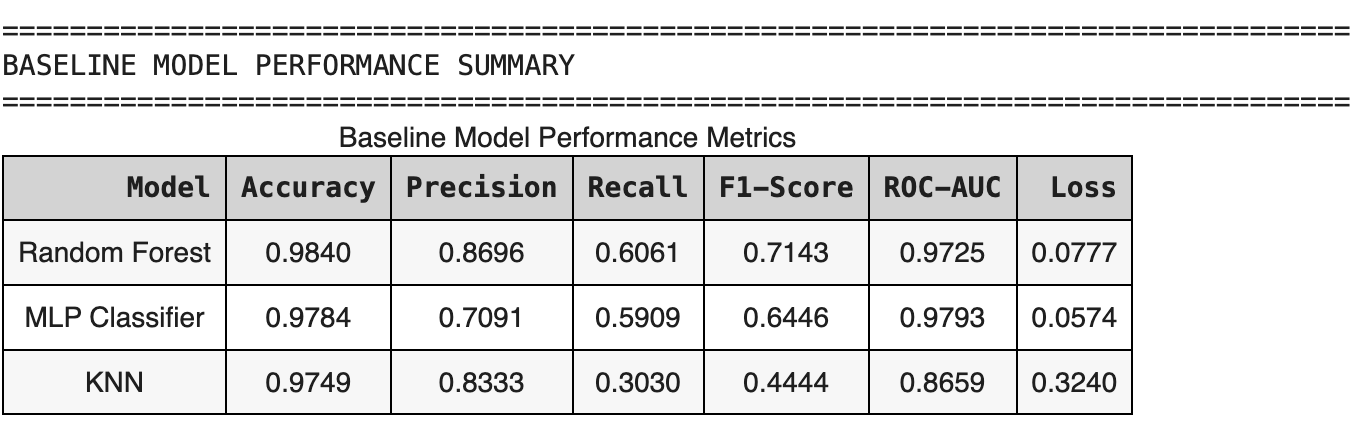 ================================================================================
BASELINE MODEL PERFORMANCE SUMMARY
================================================================================
Baseline Model Performance Metrics
Model Accuracy Precision Recall F1-Score ROC-AUC Loss
Random Forest 0.9840 0.8696 0.6061 0.7143 0.9725 0.0777
MLP Classifier 0.9784 0.7091 0.5909 0.6446 0.9793 0.0574
KNN 0.9749 0.8333 0.3030 0.4444 0.8659 0.3240